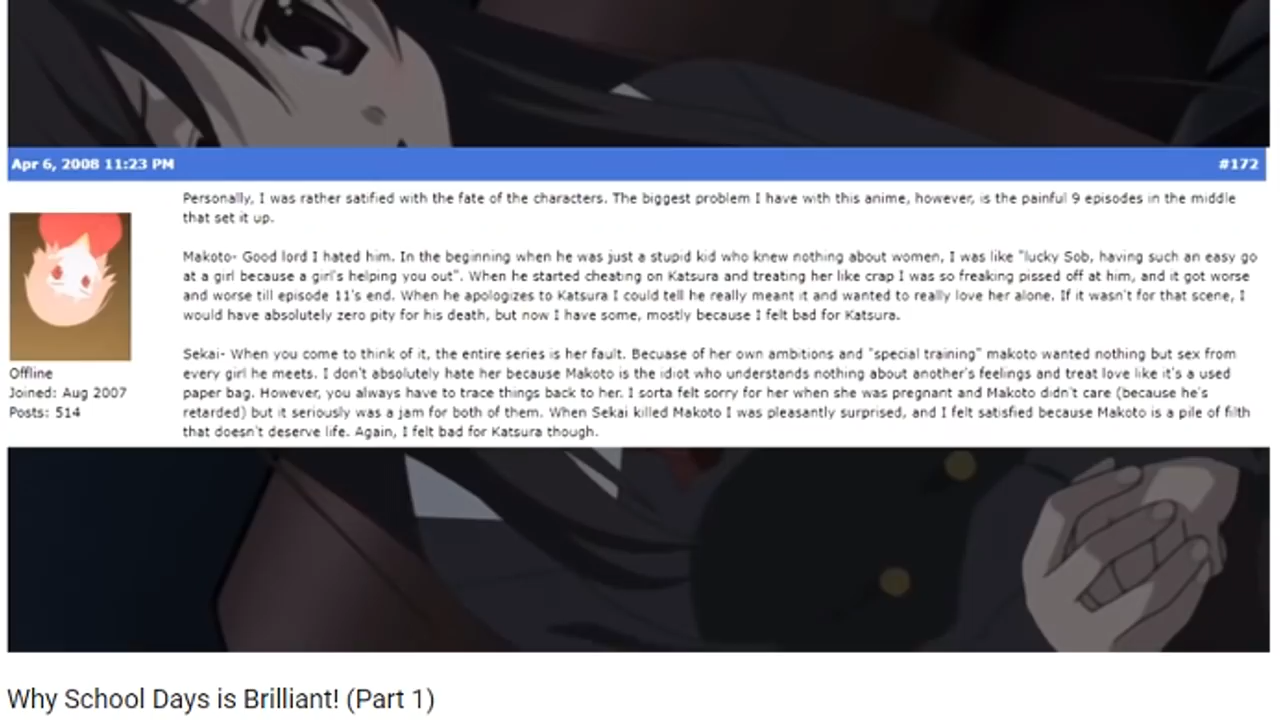 Apr 6, 2008 11:23 PM
#172
Personally, I was rather satified with the fate of the characters. The biggest problem I have with this anime, however, is the painful 9 episodes in the middle
that set it up.
Makoto- Good lord I hated him. In the beginning when he was just a stupid kid who knew nothing about women, I was like "lucky Sob, having such an easy go
at a girl because a girl's helping you out". When he started cheating on Katsura and treating her like crap I was so freaking pissed off at him, and it got worse
and worse till episode 11's end. When he apologizes to Katsura I could tell he really meant it and wanted to really love her alone. If it wasn't for that scene, I
would have absolutely zero pity for his death, but now I have some, mostly because I felt bad for Katsura.
Sekai- When you come to think of it, the entire series is her fault. Becuase of her own ambitions and "special training" makoto wanted nothing but sex from
every girl he meets. I don't absolutely hate her because Makoto is the idiot who understands nothing about another's feelings and treat love like it's a used
paper bag. However, you always have to trace things back to her. I sorta felt sorry for her when she was pregnant and Makoto didn't care (because he's
retarded) but it seriously was a jam for both of them. When Sekai killed Makoto I was pleasantly surprised, and I felt satisfied because Makoto is a pile of filth
that doesn't deserve life. Again, I felt bad for Katsura though.
Offline
Joined: Aug 2007
Posts: 514
Why School Days is Brilliant! (Part 1)